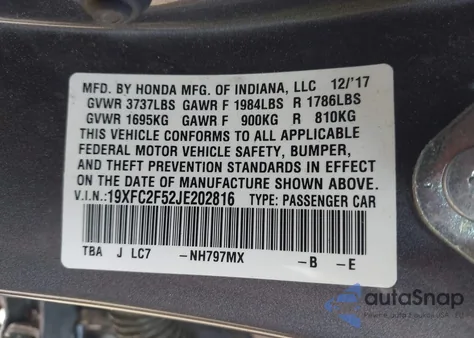 MFD. BY HONDA MFG. OF INDIANA, LLC 12/'17
GVWR 3737LBS GAWR F 1984LBS R 1786LBS
GVWR 1695KG GAWR F 900KG R 810KG
THIS VEHICLE CONFORMS TO ALL APPLICABLE
FEDERAL MOTOR VEHICLE SAFETY, BUMPER,
AND THEFT PREVENTION STANDARDS IN EFFECT
ON THE DATE OF MANUFACTURE SHOWN ABOVE.
V.I.N.:19XFC2F52JE202816 TYPE: PASSENGER CAR
TBA J LC7 -NH797MX -B -E
autoSnap